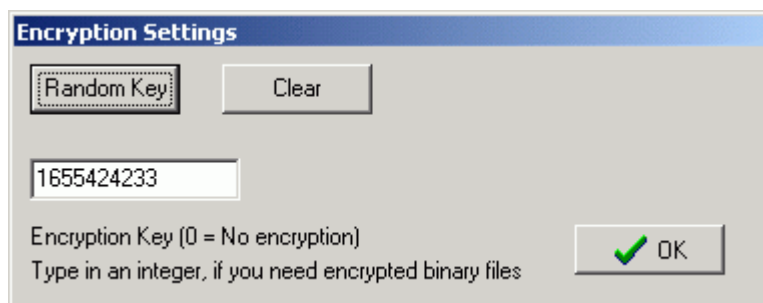 Encryption Settings
Random Key Clear
1655424233
Encryption Key (0 = No encryption)
Type in an integer, if you need encrypted binary files
OK